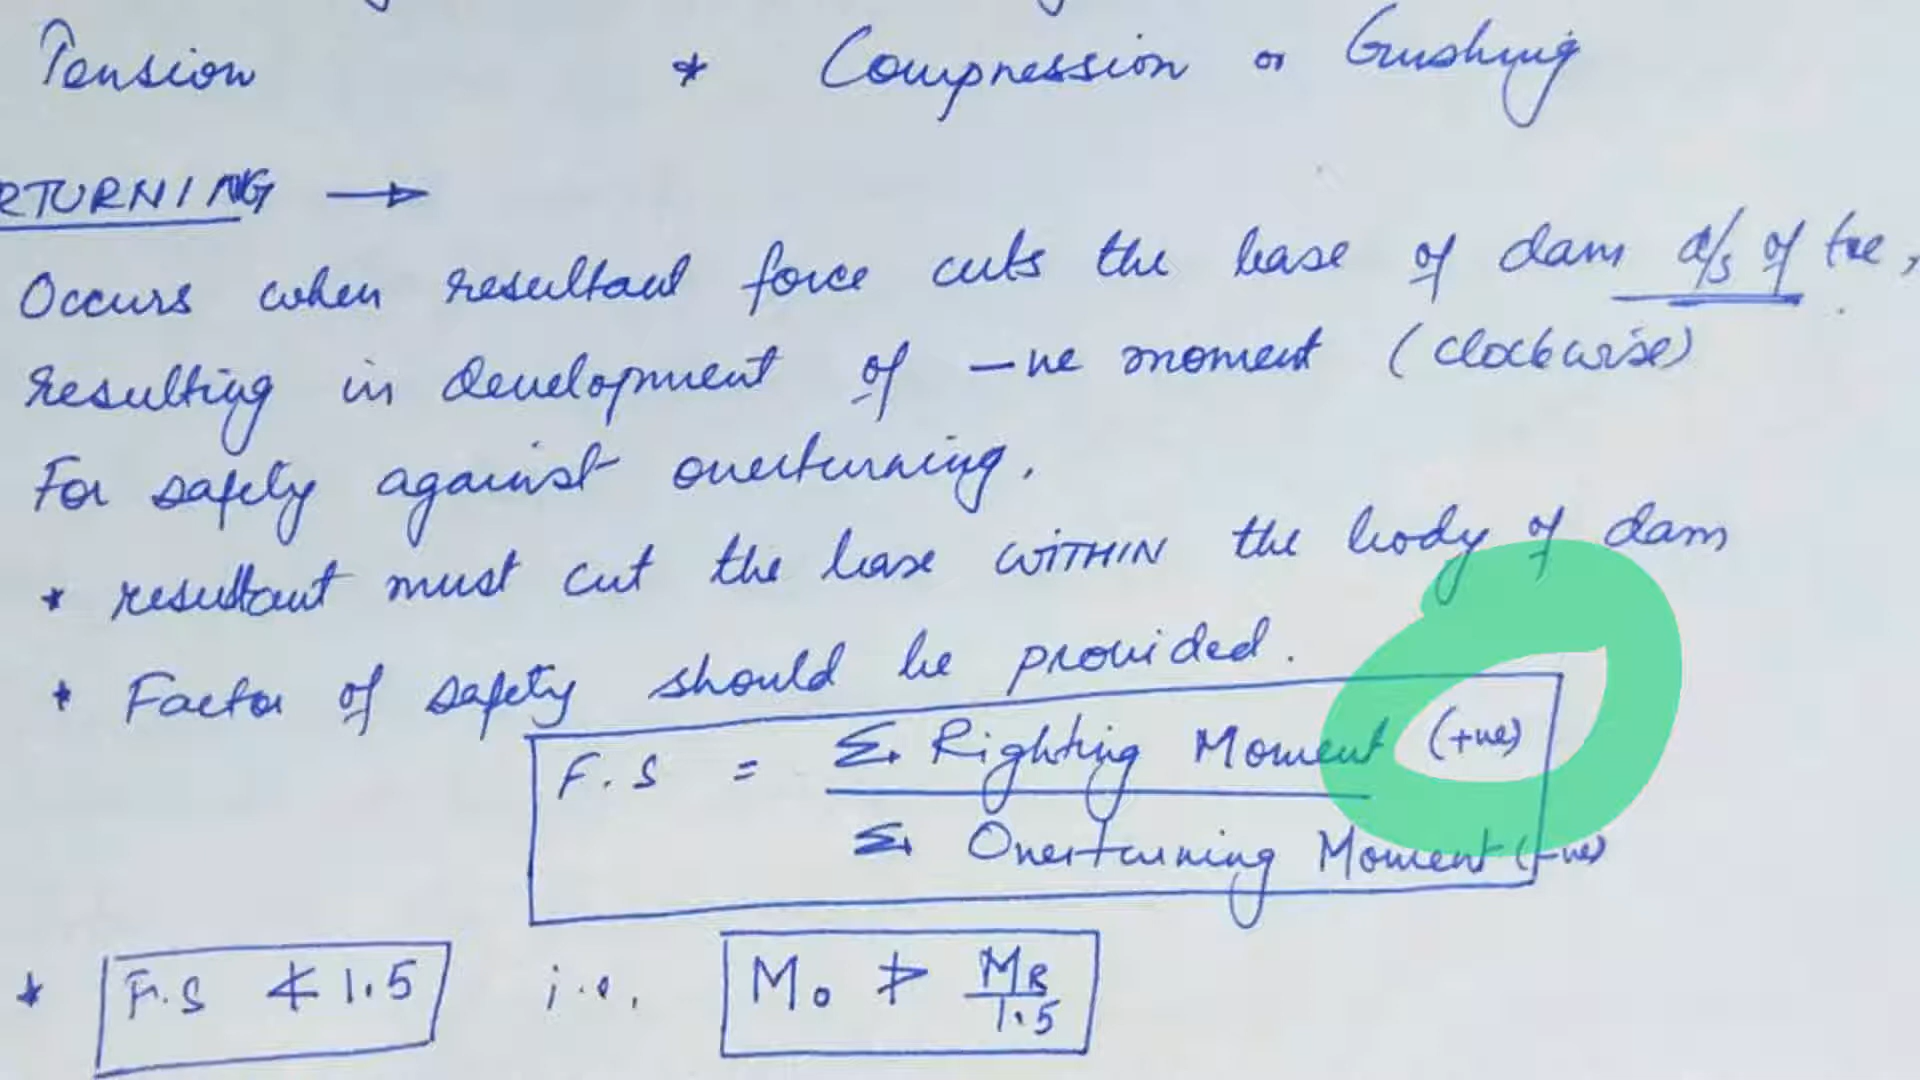 Tension * Compression or Crushing
RTURNING →
Occurs when resultant force cuts the base of dam d/s of toe,
resulting in development of -ve moment (clockwise)
For safety against overturning.
* resultant must cut the base WITHIN the body of dam
* Factor of safety should be provided.
F.S = Σ Righting Moment (+ve)
Σ Overturning Moment (-ve)
* F.S ≮ 1.5 i.e. Mo ≯ MR
1.5